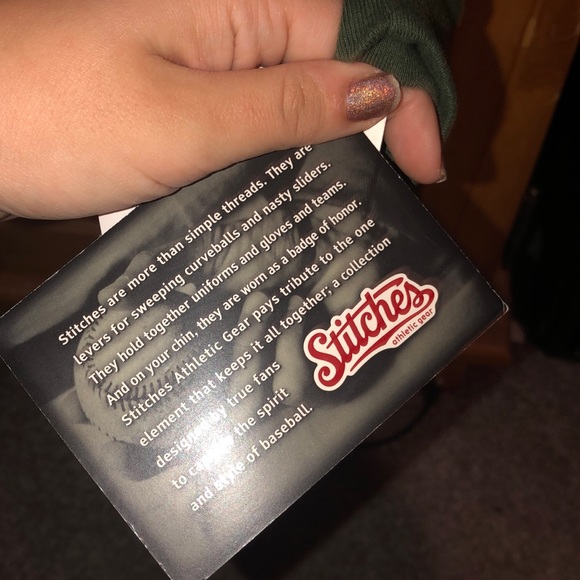 Stitches are more than simple threads. They are
levers for sweeping curveballs and nasty sliders.
They hold together uniforms and gloves and teams.
And on your chin, they are worn as a badge of honor.
Stitches Athletic Gear pays tribute to the one
element that keeps it all together; a collection
designed by true fans
to capture the spirit
and style of baseball.
Stitches
athletic gear